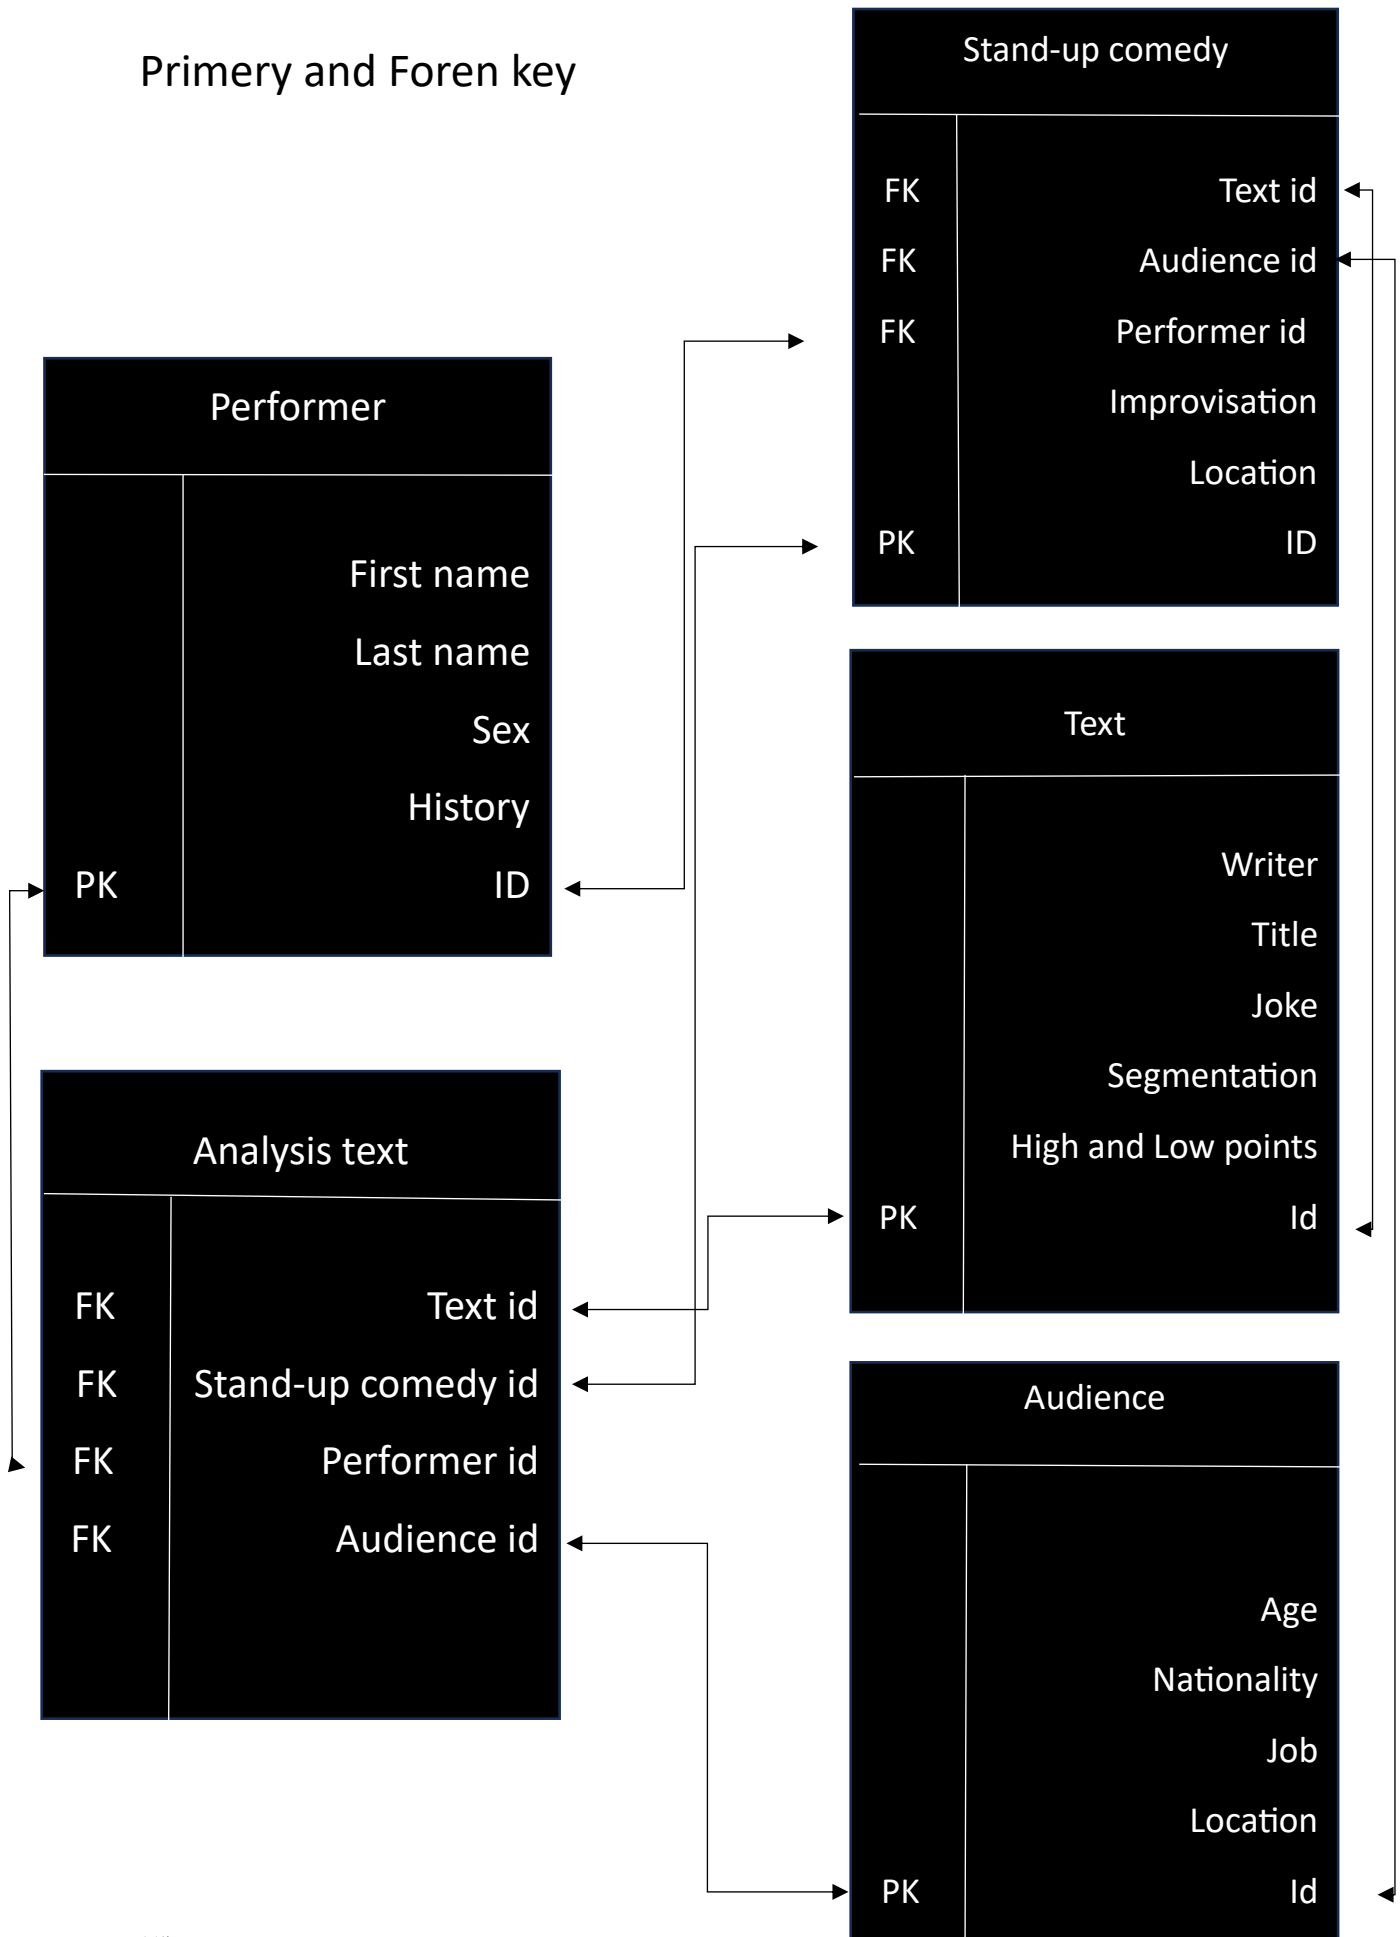 Primery and Foren key
Stand-up comedy
FK Text id
FK Audience id
FK Performer id
Improvisation
Location
PK ID
Performer
First name
Last name
Sex
History
PK ID
Text
Writer
Title
Joke
Segmentation
High and Low points
PK Id
Analysis text
FK Text id
FK Stand-up comedy id
FK Performer id
FK Audience id
Audience
Age
Nationality
Job
Location
PK Id